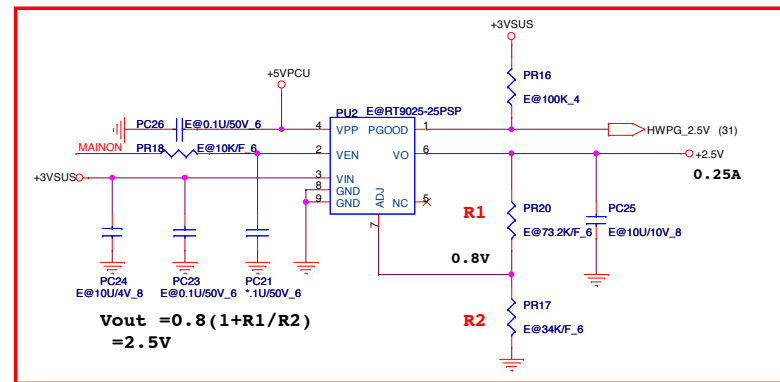 +3VSUS
+5VPCU
PR16
E@100K_4
PC26
E@0.1U/50V_6
PU2
E@RT9025-25PSP
4
VPP
PGOOD
1
HWPG_2.5V (31)
MAINON
PR18
E@10K/F_6
2
VEN
VO
6
+2.5V
0.25A
+3VSUS
3
VIN
8
GND
9
GND
ADJ
NC
5
7
R1
PR20
E@73.2K/F_6
PC25
E@10U/10V_8
0.8V
PC24
E@10U/4V_8
PC23
E@0.1U/50V_6
PC21
*.1U/50V_6
R2
PR17
E@34K/F_6
Vout =0.8(1+R1/R2)
=2.5V